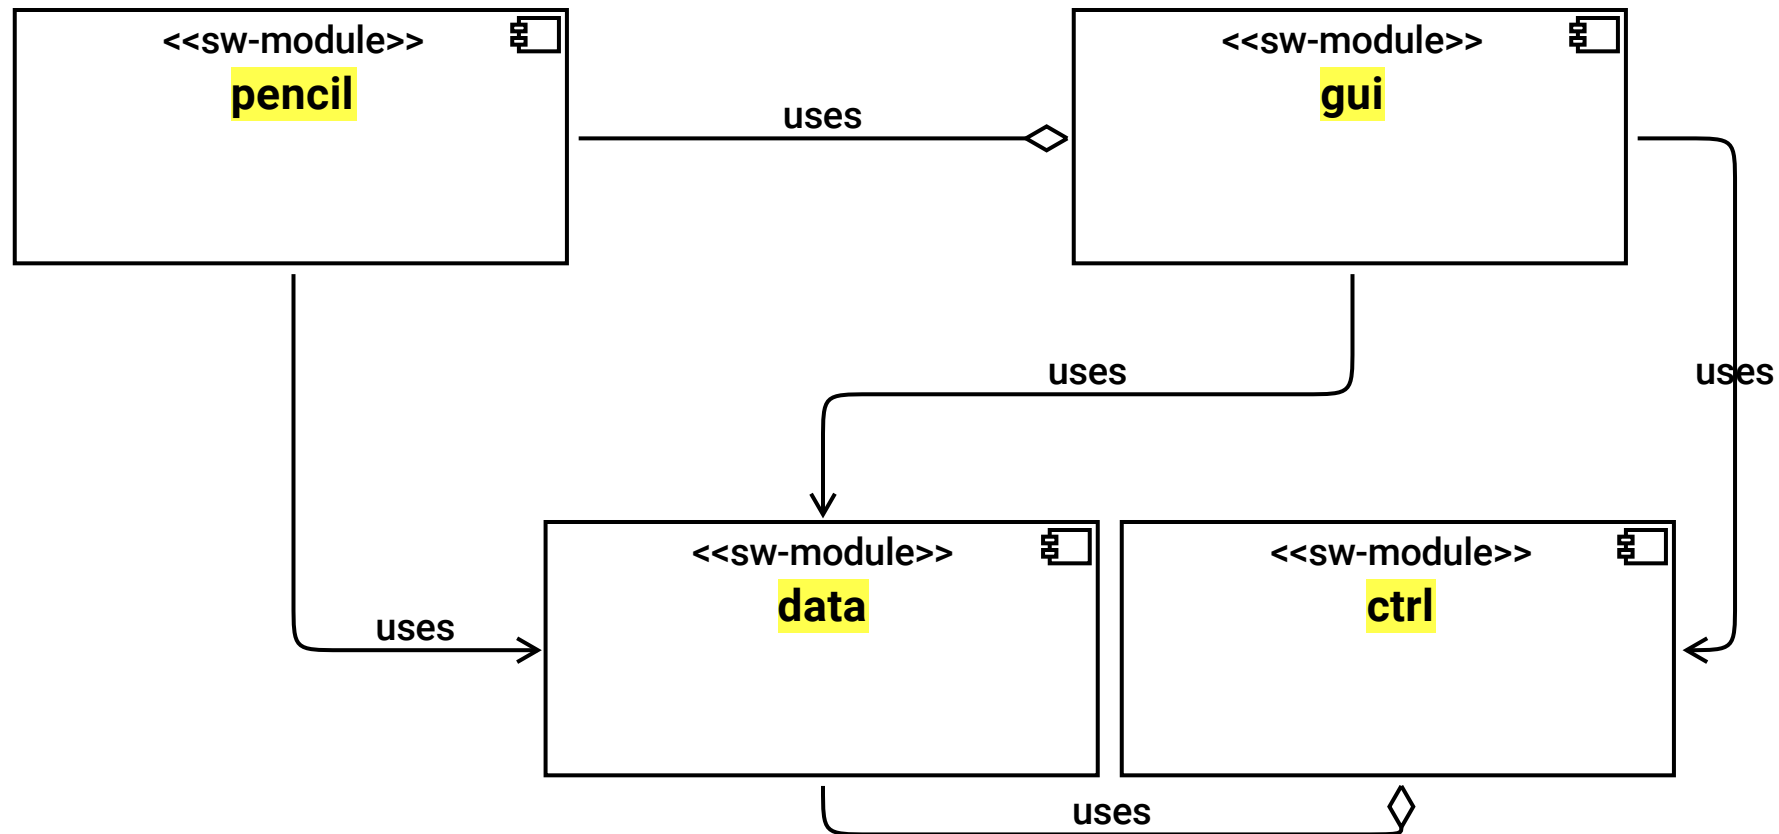 <<sw-module>>
pencil
<<sw-module>>
gui
uses
uses
uses
<<sw-module>>
data
<<sw-module>>
ctrl
uses
uses